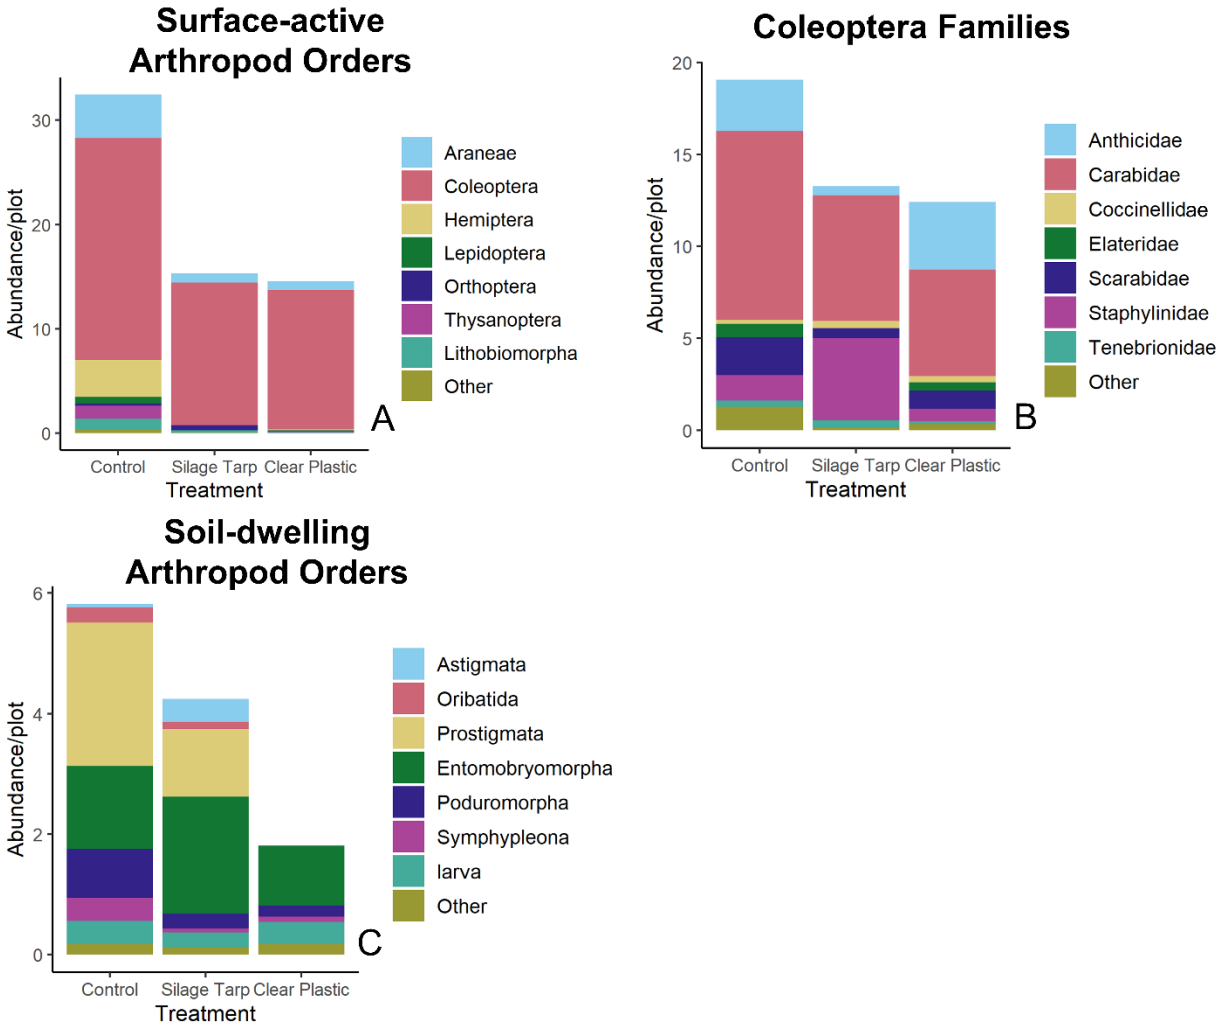 Surface-active
Arthropod Orders
Abundance/plot
30
20
10
0
Control
Silage Tarp
Clear Plastic
Treatment
Araneae
Coleoptera
Hemiptera
Lepidoptera
Orthoptera
Thysanoptera
Lithobiomorpha
Other
A
Coleoptera Families
Abundance/plot
20
15
10
5
0
Control
Silage Tarp
Clear Plastic
Treatment
Anthicidae
Carabidae
Coccinellidae
Elateridae
Scarabidae
Staphylinidae
Tenebrionidae
Other
B
Soil-dwelling
Arthropod Orders
Abundance/plot
6
4
2
0
Control
Silage Tarp
Clear Plastic
Treatment
Astigmata
Oribatida
Prostigmata
Entomobryomorpha
Poduromorpha
Symphypleona
larva
Other
C